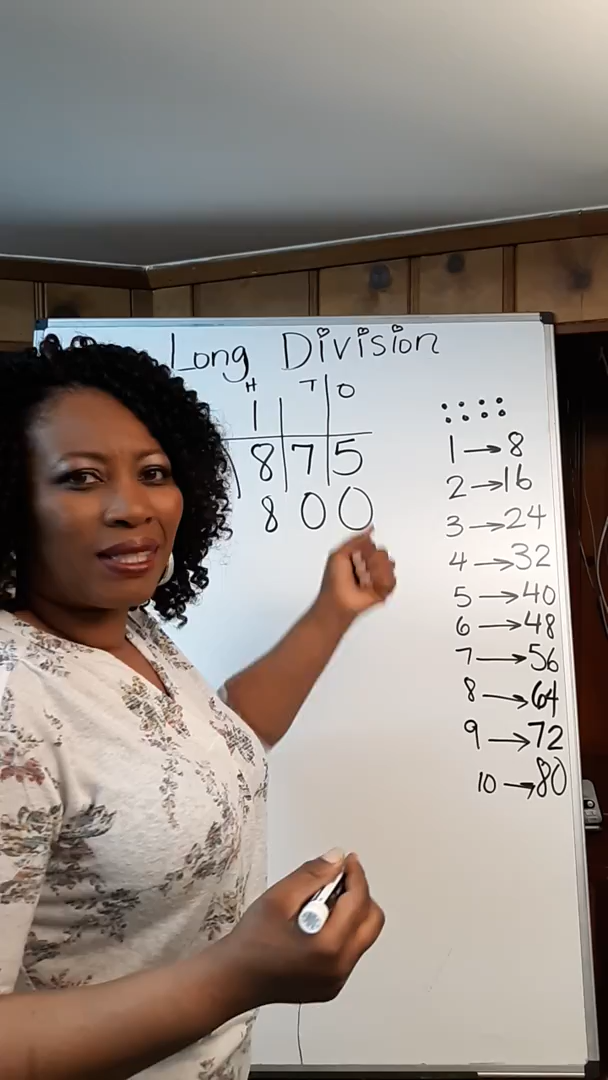 Long Division
H T O
1
8 7 5
8 0 0
1 → 8
2 → 16
3 → 24
4 → 32
5 → 40
6 → 48
7 → 56
8 → 64
9 → 72
10 → 80